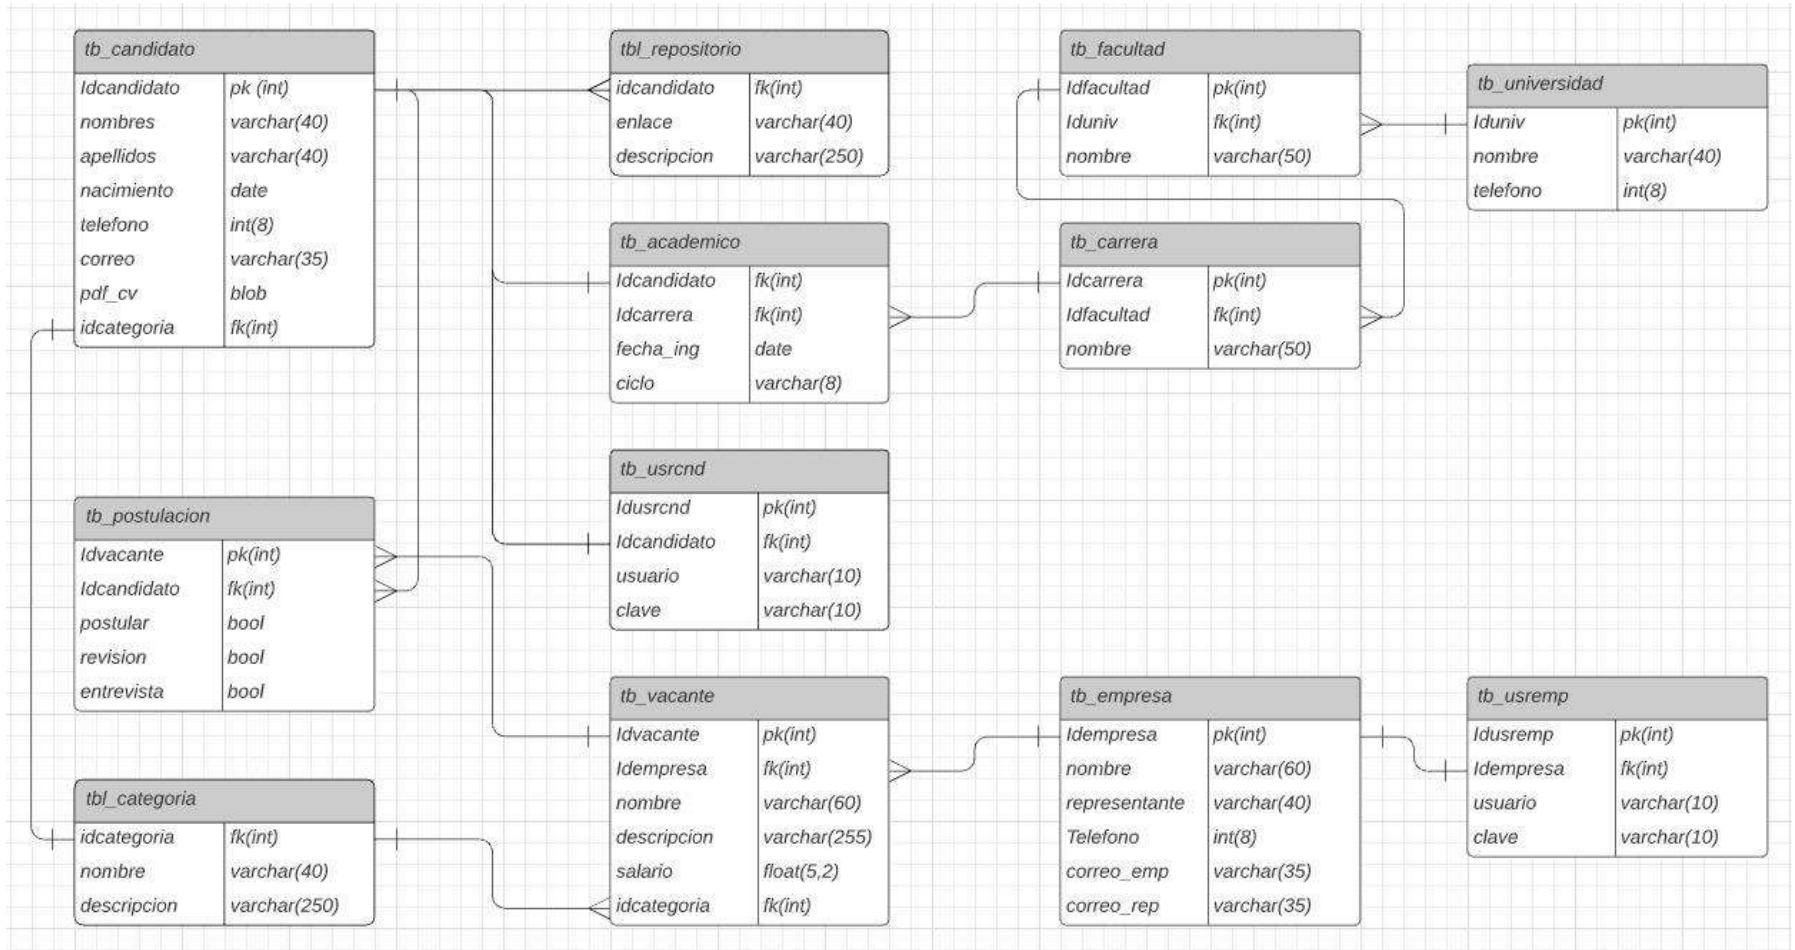 tb_candidato
Idcandidato pk (int)
nombres varchar(40)
apellidos varchar(40)
nacimiento date
telefono int(8)
correo varchar(35)
pdf_cv blob
idcategoria fk(int)
tbl_repositorio
idcandidato fk(int)
enlace varchar(40)
descripcion varchar(250)
tb_facultad
Idfacultad pk(int)
Iduniv fk(int)
nombre varchar(50)
tb_universidad
Iduniv pk(int)
nombre varchar(40)
telefono int(8)
tb_academico
Idcandidato fk(int)
Idcarrera fk(int)
fecha_ing date
ciclo varchar(8)
tb_carrera
Idcarrera pk(int)
Idfacultad fk(int)
nombre varchar(50)
tb_usrcnd
Idusrcnd pk(int)
Idcandidato fk(int)
usuario varchar(10)
clave varchar(10)
tb_postulacion
Idvacante pk(int)
Idcandidato fk(int)
postular bool
revision bool
entrevista bool
tb_vacante
Idvacante pk(int)
Idempresa fk(int)
nombre varchar(60)
descripcion varchar(255)
salario float(5,2)
idcategoria fk(int)
tb_empresa
Idempresa pk(int)
nombre varchar(60)
representante varchar(40)
Telefono int(8)
correo_emp varchar(35)
correo_rep varchar(35)
tb_usremp
Idusremp pk(int)
Idempresa fk(int)
usuario varchar(10)
clave varchar(10)
tbl_categoria
idcategoria fk(int)
nombre varchar(40)
descripcion varchar(250)